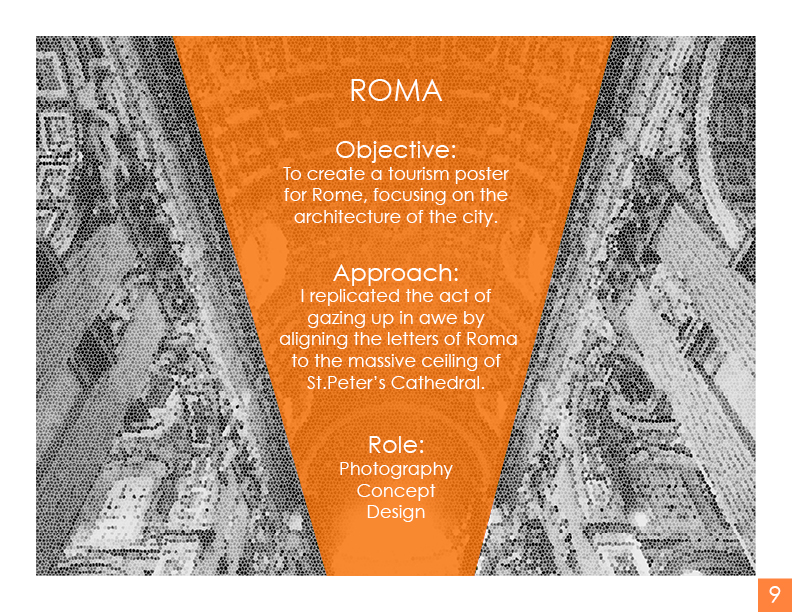 ROMA
Objective:
To create a tourism poster
for Rome, focusing on the
architecture of the city.
Approach:
I replicated the act of
gazing up in awe by
aligning the letters of Roma
to the massive ceiling of
St.Peter's Cathedral.
Role:
Photography
Concept
Design
9